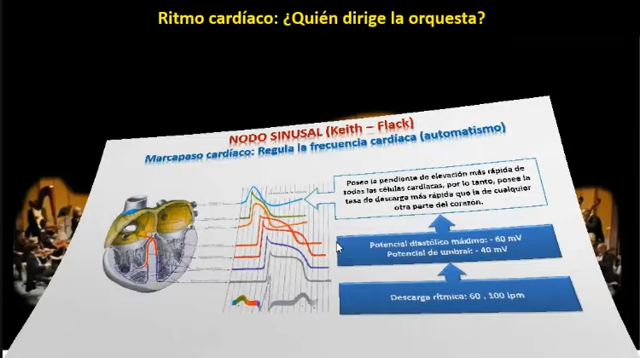 Ritmo cardíaco: ¿Quién dirige la orquesta?
NODO SINUSAL (Keith – Flack)
Marcapaso cardíaco: Regula la frecuencia cardíaca (automatismo)
Posee la pendiente de elevación más rápida de
todas las células cardíacas, por lo tanto, posee la
tasa de descarga más rápida que la de cualquier
otra parte del corazón.
Potencial diastólico máximo: - 60 mV
Potencial de umbral: - 40 mV
Descarga rítmica: 60 , 100 lpm